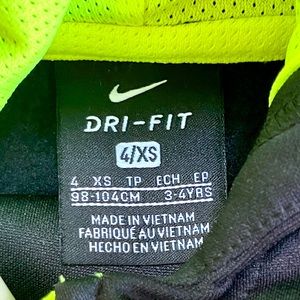 DRI-FIT
4/XS
4 XS TP ECH EP
98-104CM 3-4YRS
MADE IN VIETNAM
FABRIQUÉ AU VIETNAM
HECHO EN VIETNAM